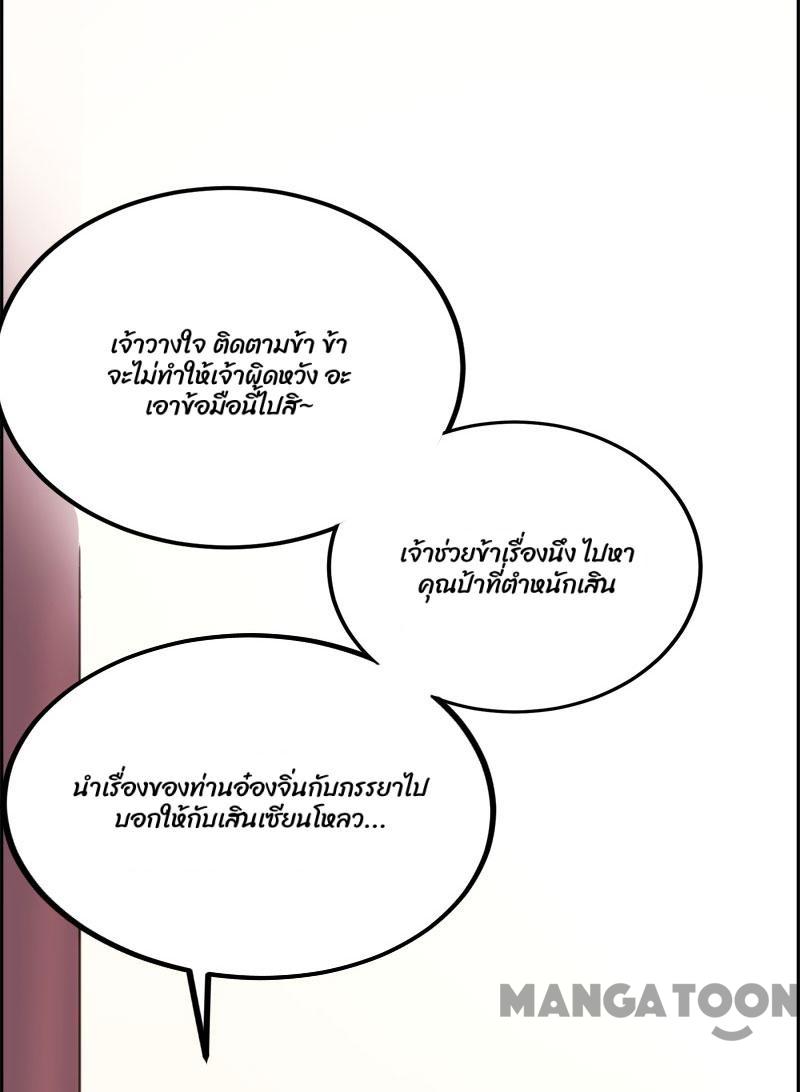 เจ้าวางใจ ติดตามข้า ข้า
จะไม่ทำให้เจ้าผิดหวัง อะ
เอาข้อมือนี้ไปสิ~
เจ้าช่วยข้าเรื่องนึง ไปหา
คุณป้าที่ตำหนักเสิน
นำเรื่องของท่านอ๋องจิ่นกับภรรยาไป
บอกให้กับเสินเซียนโหลว...
MANGATOON